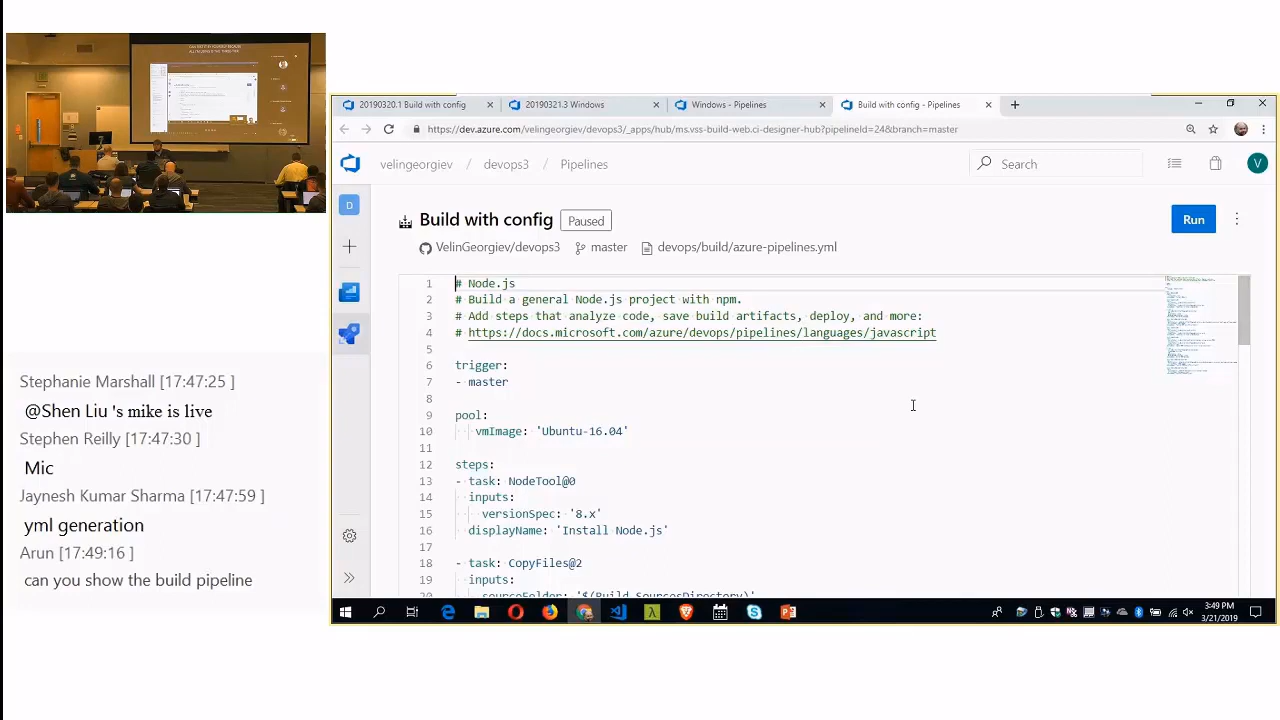 Stephanie Marshall [17:47:25 ]
@Shen Liu 's mike is live
Stephen Reilly [17:47:30 ]
Mic
Jaynesh Kumar Sharma [17:47:59 ]
yml generation
Arun [17:49:16 ]
can you show the build pipeline
20190320.1 Build with config
20190321.3 Windows
Windows - Pipelines
Build with config - Pipelines
https://dev.azure.com/velingeorgiev/devops3/_apps/hub/ms.vss-build-web.ci-designer-hub?pipelineId=24&branch=master
velingeorgiev / devops3 / Pipelines
Search
V
D
Build with config Paused
Run
VelinGeorgiev/devops3 master devops/build/azure-pipelines.yml
1 # Node.js
2 # Build a general Node.js project with npm.
3 # Add steps that analyze code, save build artifacts, deploy, and more:
4 # https://docs.microsoft.com/azure/devops/pipelines/languages/javascript
5
6 trigger:
7 - master
8
9 pool:
10 vmImage: 'Ubuntu-16.04'
11
12 steps:
13 - task: NodeTool@0
14 inputs:
15 versionSpec: '8.x'
16 displayName: 'Install Node.js'
17
18 - task: CopyFiles@2
19 inputs:
20 sourceFolder: '$(Build.SourcesDirectory)'
3:49 PM
3/21/2019